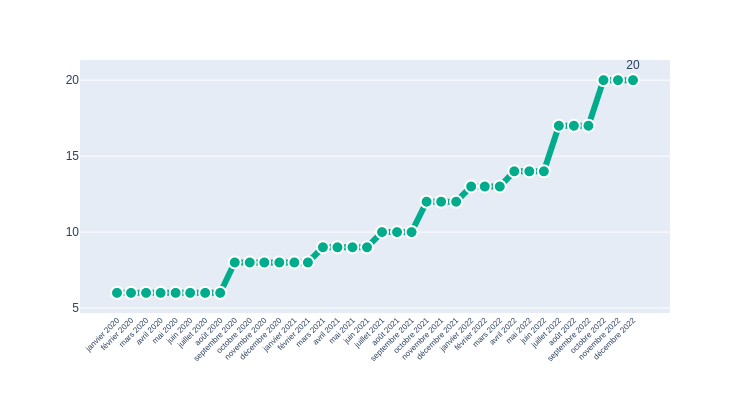 20
20
15
10
5
janvier 2020
février 2020
mars 2020
avril 2020
mai 2020
juin 2020
juillet 2020
août 2020
septembre 2020
octobre 2020
novembre 2020
décembre 2020
janvier 2021
février 2021
mars 2021
avril 2021
mai 2021
juin 2021
juillet 2021
août 2021
septembre 2021
octobre 2021
novembre 2021
décembre 2021
janvier 2022
février 2022
mars 2022
avril 2022
mai 2022
juin 2022
juillet 2022
août 2022
septembre 2022
octobre 2022
novembre 2022
décembre 2022